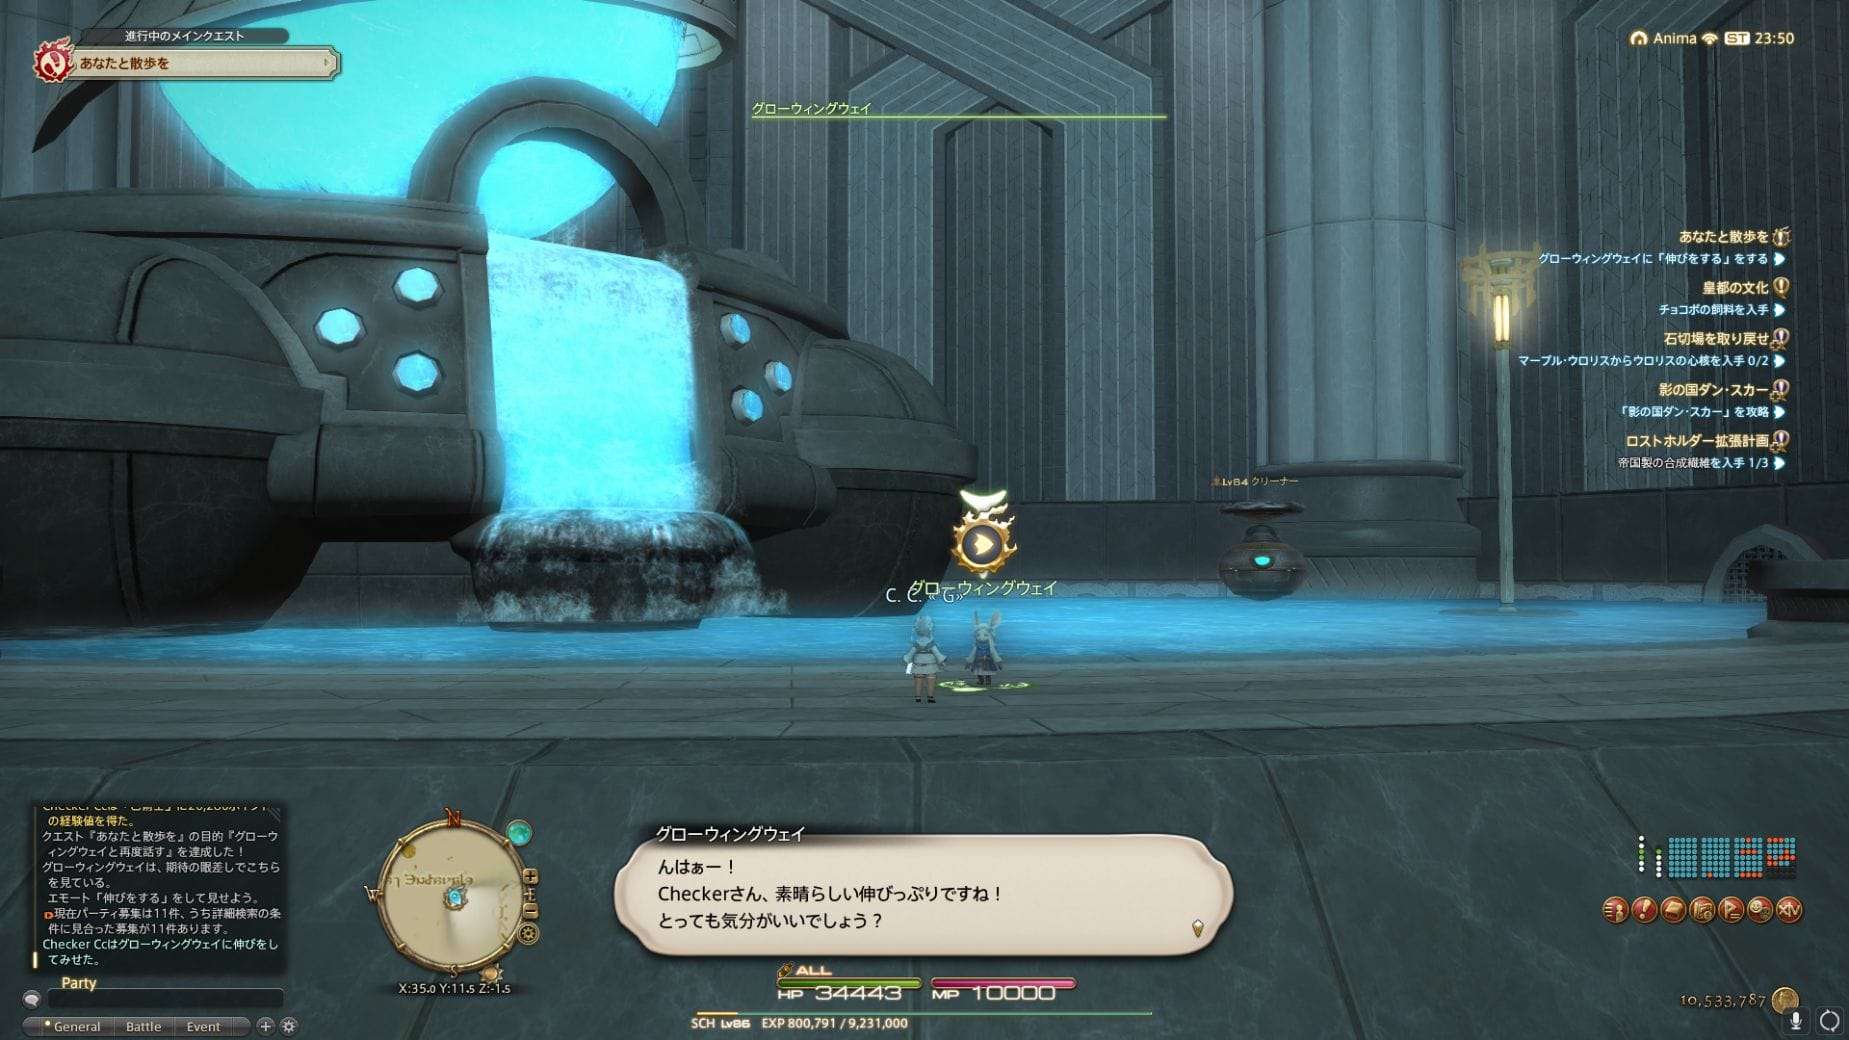 進行中のメインクエスト
あなたと散歩を
グローウィングウェイ
Anima ST 23:50
あなたと散歩を
グローウィングウェイに「伸びをする」をする
皇都の文化
チョコボの飼料を入手
石切場を取り戻せ
マーブル・ウロリスからウロリスの心核を入手 0/2
影の国ダン・スカー
「影の国ダン・スカー」を攻略
ロストホルダー拡張計画
帝国製の合成繊維を入手 1/3
Lv84 クリーナー
グローウィングウェイ
C. C. «G»
の経験値を得た。
クエスト『あなたと散歩を』の目的『グローウ
ィングウェイと再度話す』を達成した！
グローウィングウェイは、期待の眼差しでこちら
を見ている。
エモート「伸びをする」をして見せよう。
現在パーティ募集は11件、うち詳細検索の条
件に見合った募集が11件あります。
Checker Ccはグローウィングウェイに伸びをし
てみせた。
Party
General Battle Event
N
W
S
X:35.0 Y:11.5 Z:-1.5
グローウィングウェイ
んはぁー！
Checkerさん、素晴らしい伸びっぷりですね！
とっても気分がいいでしょう？
ALL
HP 34443 MP 10000
SCH Lv86 EXP 800,791 / 9,231,000
XIV
10,533,787